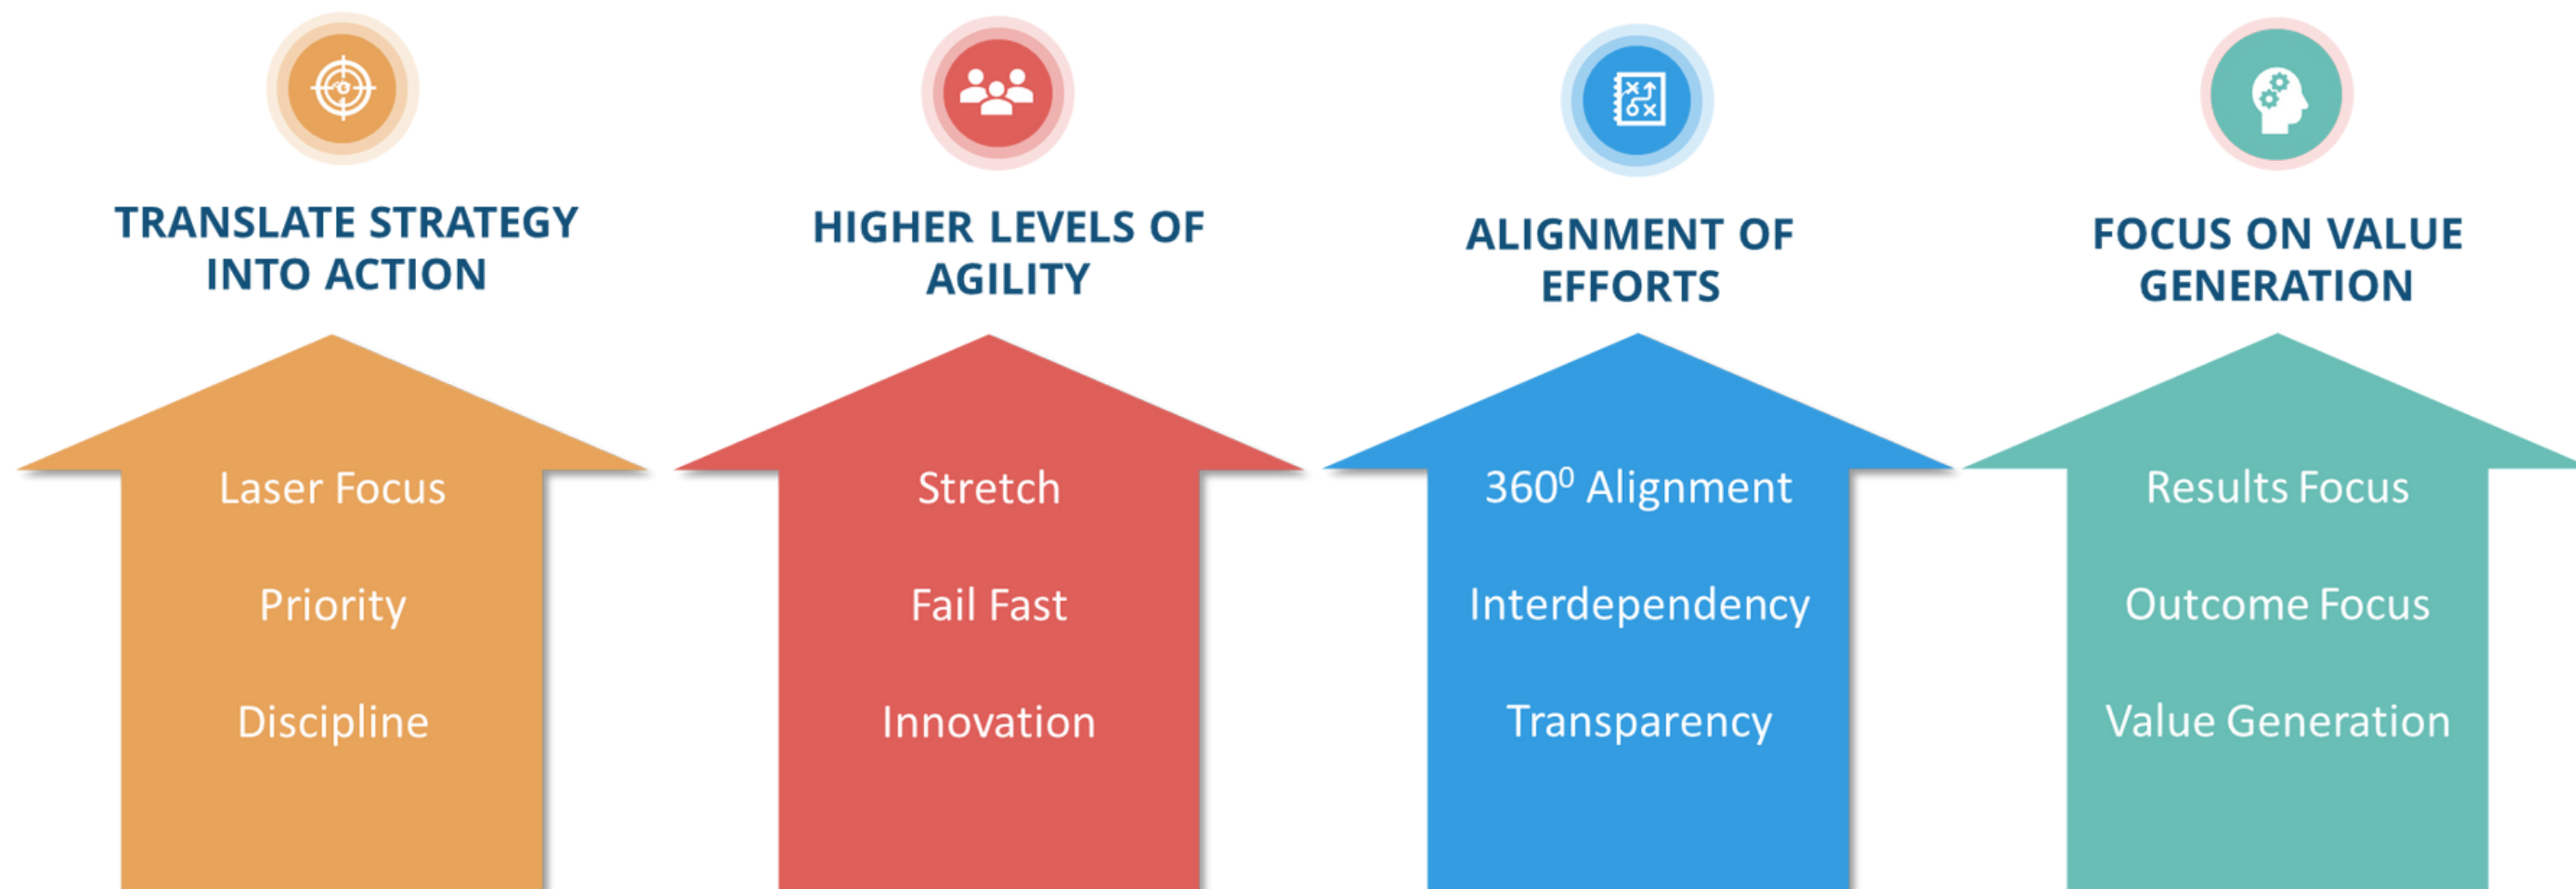 TRANSLATE STRATEGY
INTO ACTION
HIGHER LEVELS OF
AGILITY
ALIGNMENT OF
EFFORTS
FOCUS ON VALUE
GENERATION
Laser Focus
Priority
Discipline
Stretch
Fail Fast
Innovation
360⁰ Alignment
Interdependency
Transparency
Results Focus
Outcome Focus
Value Generation